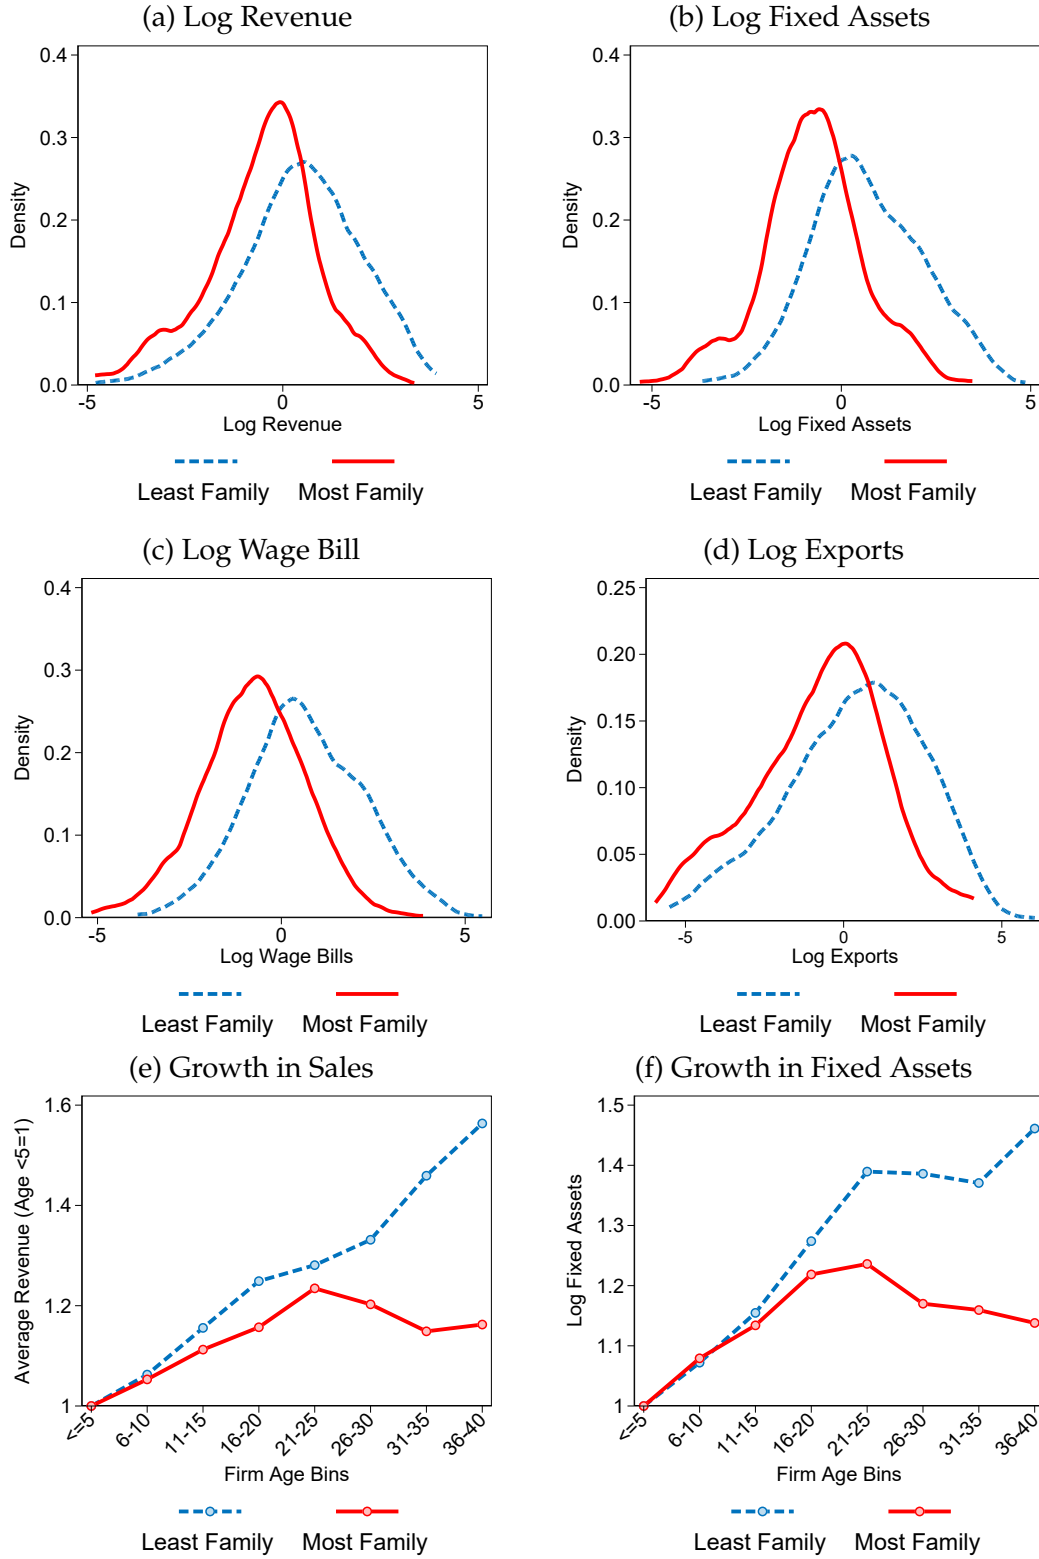 (a) Log Revenue
0.4
0.3
0.2
0.1
0.0
Density
-5 0 5
Log Revenue
Least Family Most Family
(b) Log Fixed Assets
0.4
0.3
0.2
0.1
0.0
Density
-5 0 5
Log Fixed Assets
Least Family Most Family
(c) Log Wage Bill
0.4
0.3
0.2
0.1
0.0
Density
-5 0 5
Log Wage Bills
Least Family Most Family
(d) Log Exports
0.25
0.20
0.15
0.10
0.05
0.00
Density
-5 0 5
Log Exports
Least Family Most Family
(e) Growth in Sales
1.6
1.4
1.2
1
Average Revenue (Age <5=1)
<=5 6-10 11-15 16-20 21-25 26-30 31-35 36-40
Firm Age Bins
Least Family Most Family
(f) Growth in Fixed Assets
1.5
1.4
1.3
1.2
1.1
1
Log Fixed Assets
<=5 6-10 11-15 16-20 21-25 26-30 31-35 36-40
Firm Age Bins
Least Family Most Family